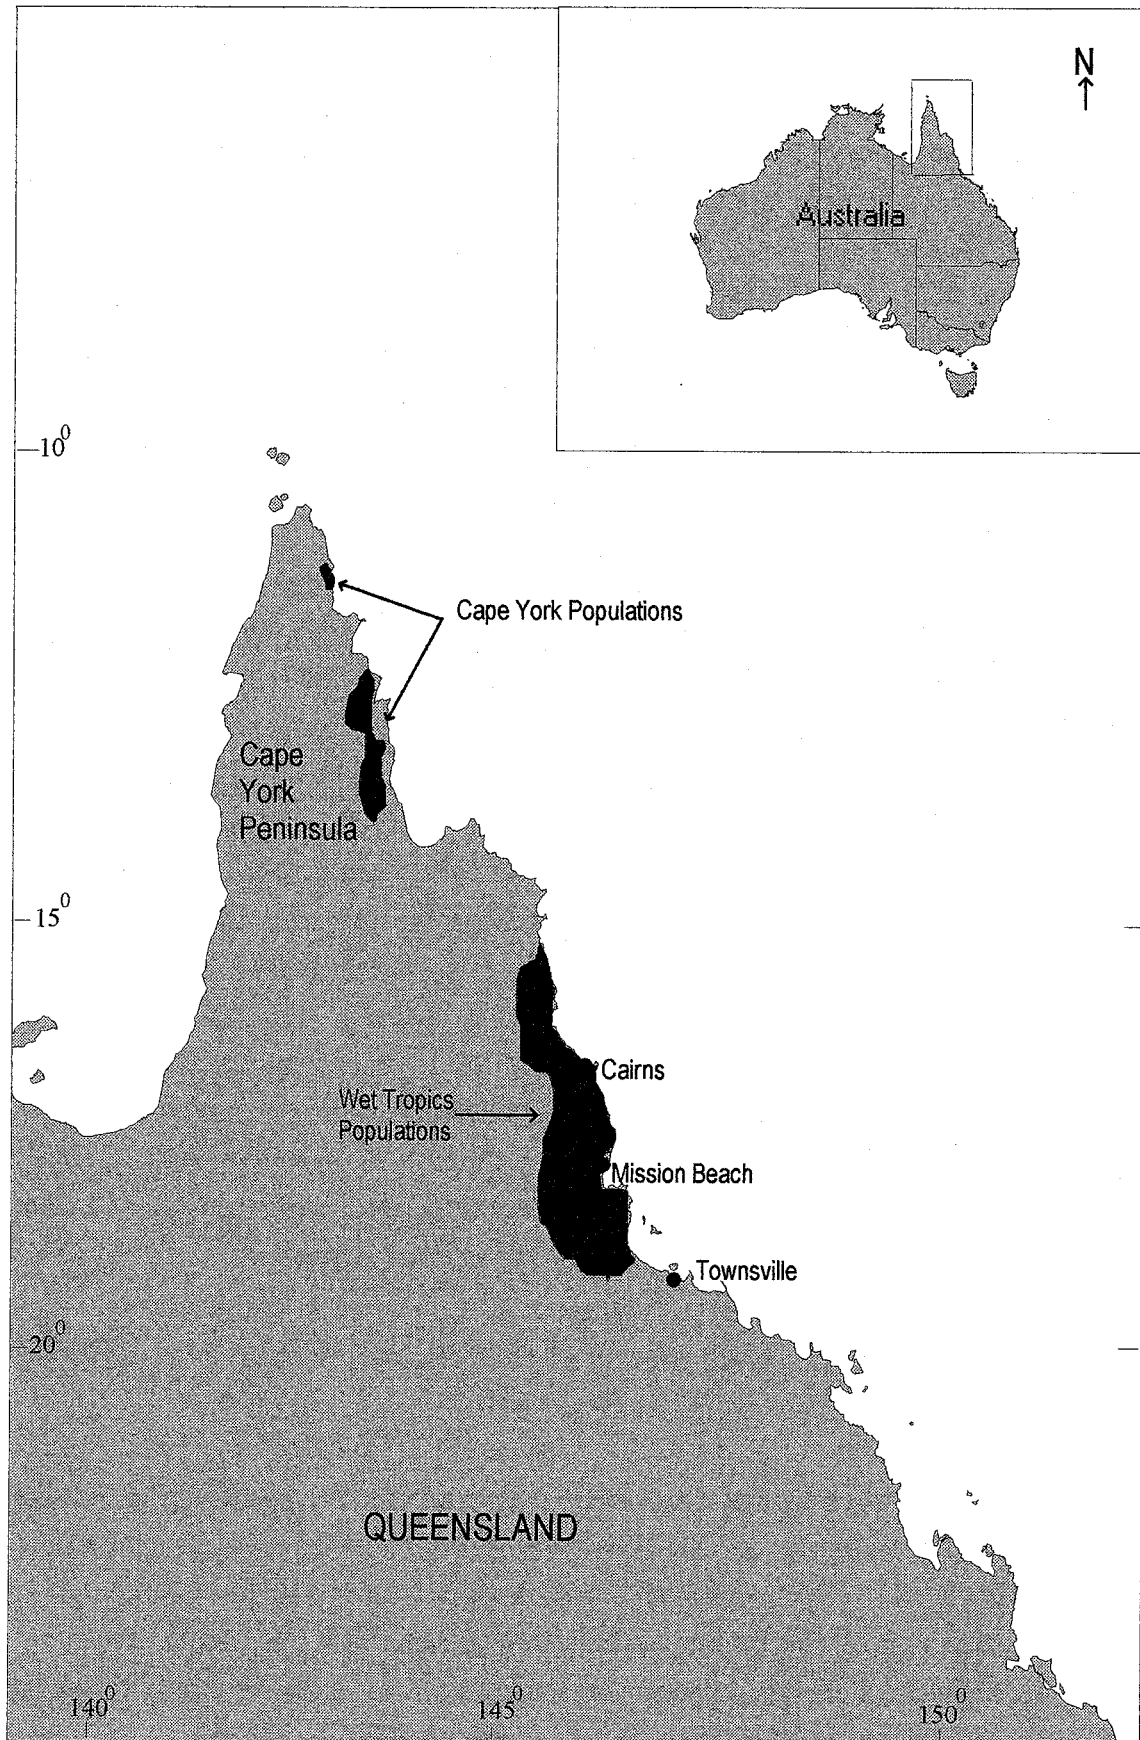 N
Australia
–10⁰
Cape York Populations
Cape
York
Peninsula
–15⁰
Cairns
Wet Tropics
Populations
Mission Beach
Townsville
–20⁰
QUEENSLAND
140⁰ 145⁰ 150⁰